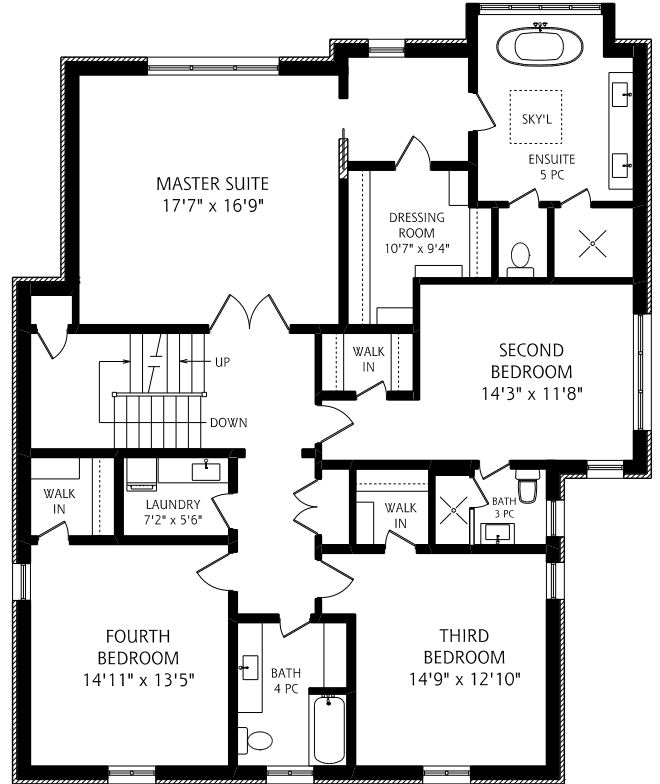 SKY'L
ENSUITE
5 PC
MASTER SUITE
17'7" x 16'9"
DRESSING
ROOM
10'7" x 9'4"
WALK
IN
UP
SECOND
BEDROOM
14'3" x 11'8"
DOWN
WALK
IN
LAUNDRY
7'2" x 5'6"
WALK
IN
BATH
3 PC
FOURTH
BEDROOM
14'11" x 13'5"
BATH
4 PC
THIRD
BEDROOM
14'9" x 12'10"